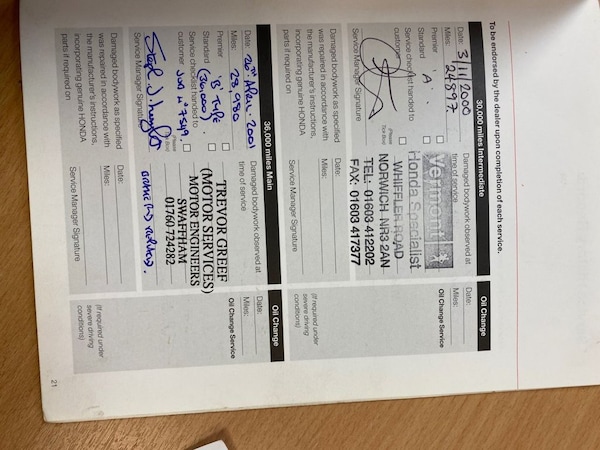 To be endorsed by the dealer upon completion of each service.
30,000 miles Intermediate
Date: 3/11/2000
Miles: 24897
Premier
Standard A
Service checklist handed to
customer
(Please
Tick Box)
Service Manager Signature
Damaged bodywork observed at
time of service
Vermont
Honda Specialist
WHIFFLER ROAD
NORWICH NR3 2AN
TEL: 01603 412202
FAX: 01603 417377
Damaged bodywork as specified
was repaired in accordance with
the manufacturer's instructions,
incorporating genuine HONDA
parts if required on
Date:
Miles:
Service Manager Signature
Oil Change
Date:
Miles:
Oil Change Service
(If required under
severe driving
conditions)
36,000 miles Main
Date: 2001
Miles: 28.980
Premier 'B' Type
Standard (36,000)
Service checklist handed to
customer
(Please
Tick Box)
Service Manager Signature
Damaged bodywork observed at
time of service
TREVOR GREEF
(MOTOR SERVICES)
MOTOR ENGINEERS
SWAFFHAM
01760 724282
Damaged bodywork as specified
was repaired in accordance with
the manufacturer's instructions,
incorporating genuine HONDA
parts if required on
Date:
Miles:
Service Manager Signature
Oil Change
Date:
Miles:
Oil Change Service
(If required under
severe driving
conditions)
21